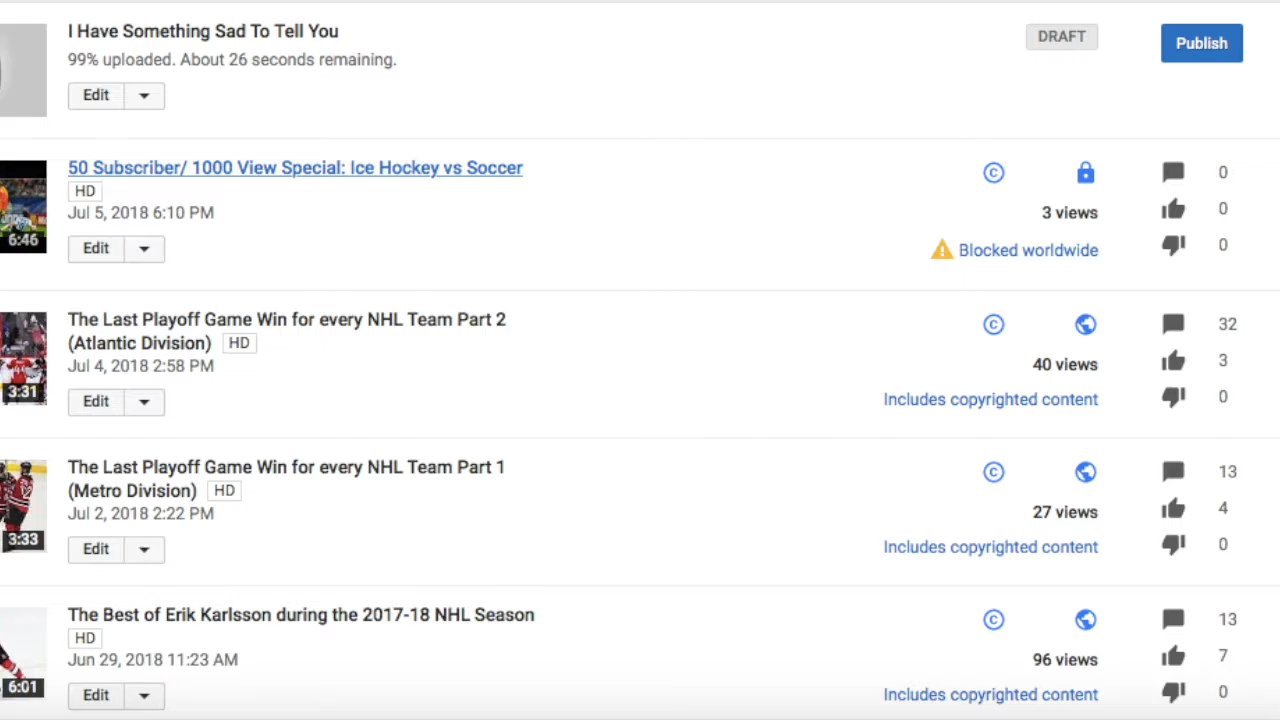 I Have Something Sad To Tell You
DRAFT
Publish
99% uploaded. About 26 seconds remaining.
Edit
50 Subscriber/ 1000 View Special: Ice Hockey vs Soccer
0
HD
Jul 5, 2018 6:10 PM
3 views
0
6:46
Edit
Blocked worldwide
0
The Last Playoff Game Win for every NHL Team Part 2
32
(Atlantic Division) HD
Jul 4, 2018 2:58 PM
40 views
3
3:31
Edit
Includes copyrighted content
0
The Last Playoff Game Win for every NHL Team Part 1
13
(Metro Division) HD
Jul 2, 2018 2:22 PM
27 views
4
3:33
Edit
Includes copyrighted content
0
The Best of Erik Karlsson during the 2017-18 NHL Season
13
HD
Jun 29, 2018 11:23 AM
96 views
7
6:01
Edit
Includes copyrighted content
0